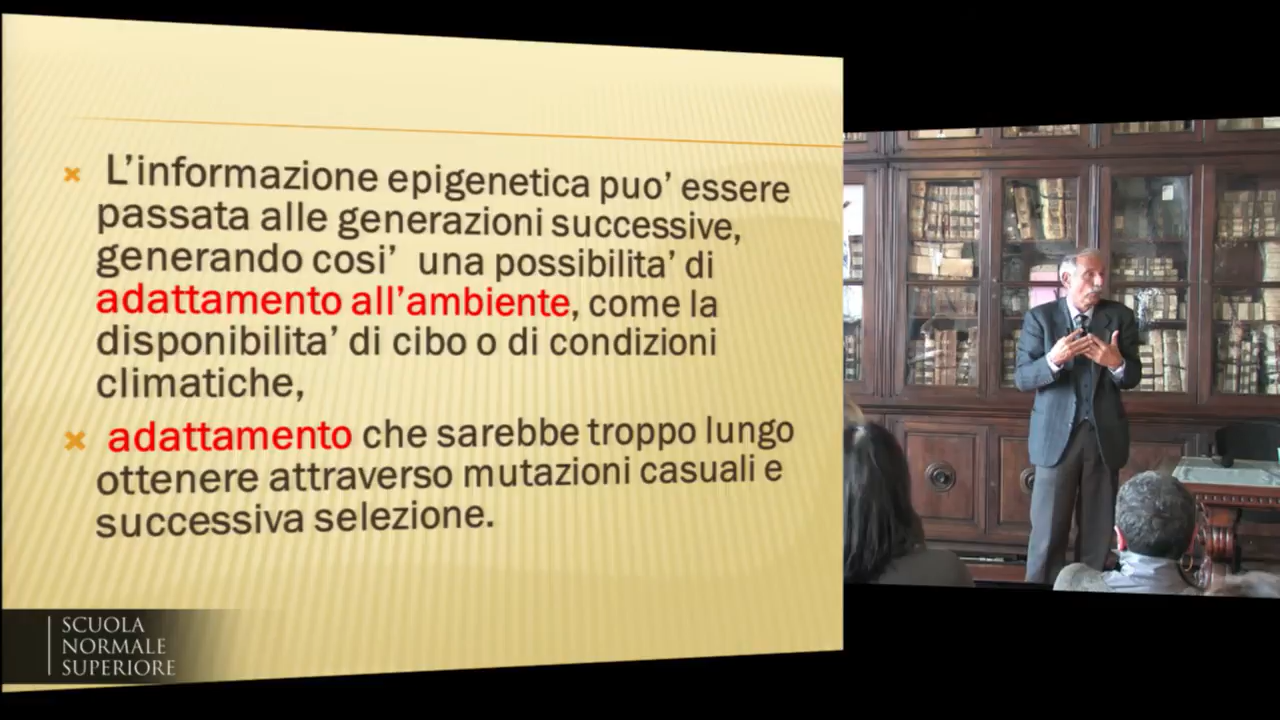 L'informazione epigenetica puo' essere
passata alle generazioni successive,
generando cosi' una possibilita' di
adattamento all'ambiente, come la
disponibilita' di cibo o di condizioni
climatiche,
adattamento che sarebbe troppo lungo
ottenere attraverso mutazioni casuali e
successiva selezione.
SCUOLA
NORMALE
SUPERIORE